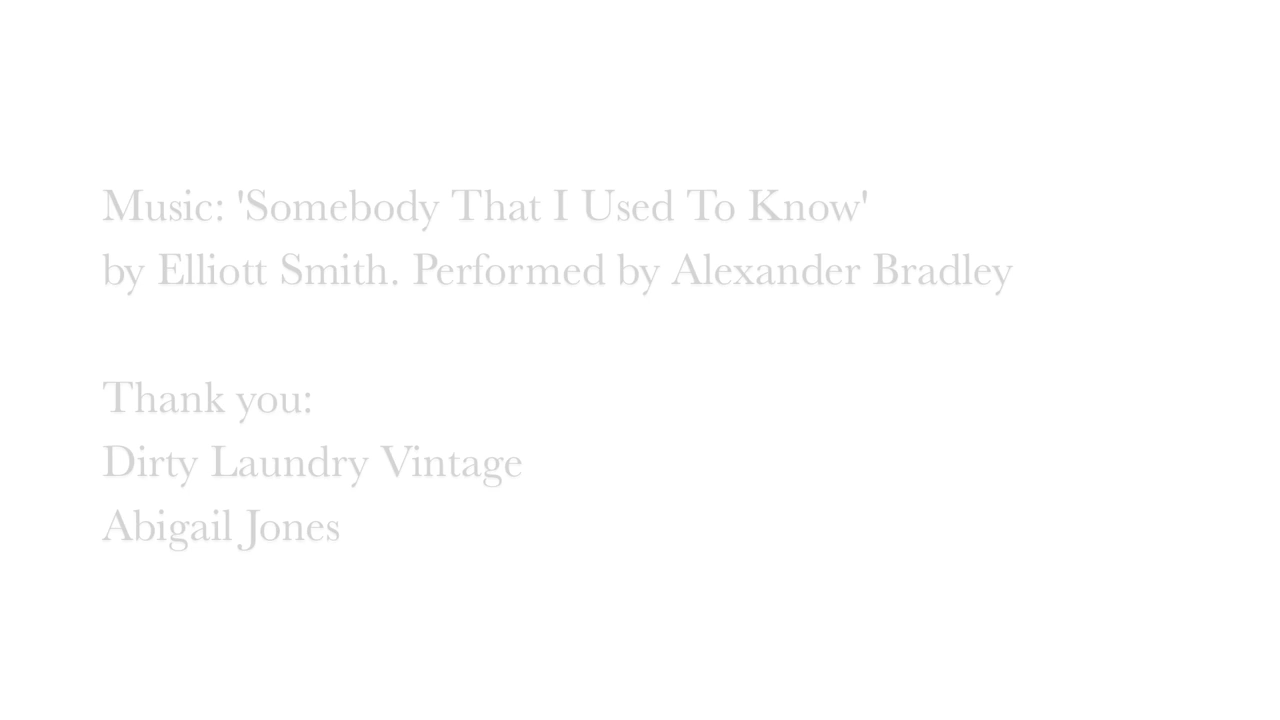 Music: 'Somebody That I Used To Know'
by Elliott Smith. Performed by Alexander Bradley
Thank you:
Dirty Laundry Vintage
Abigail Jones